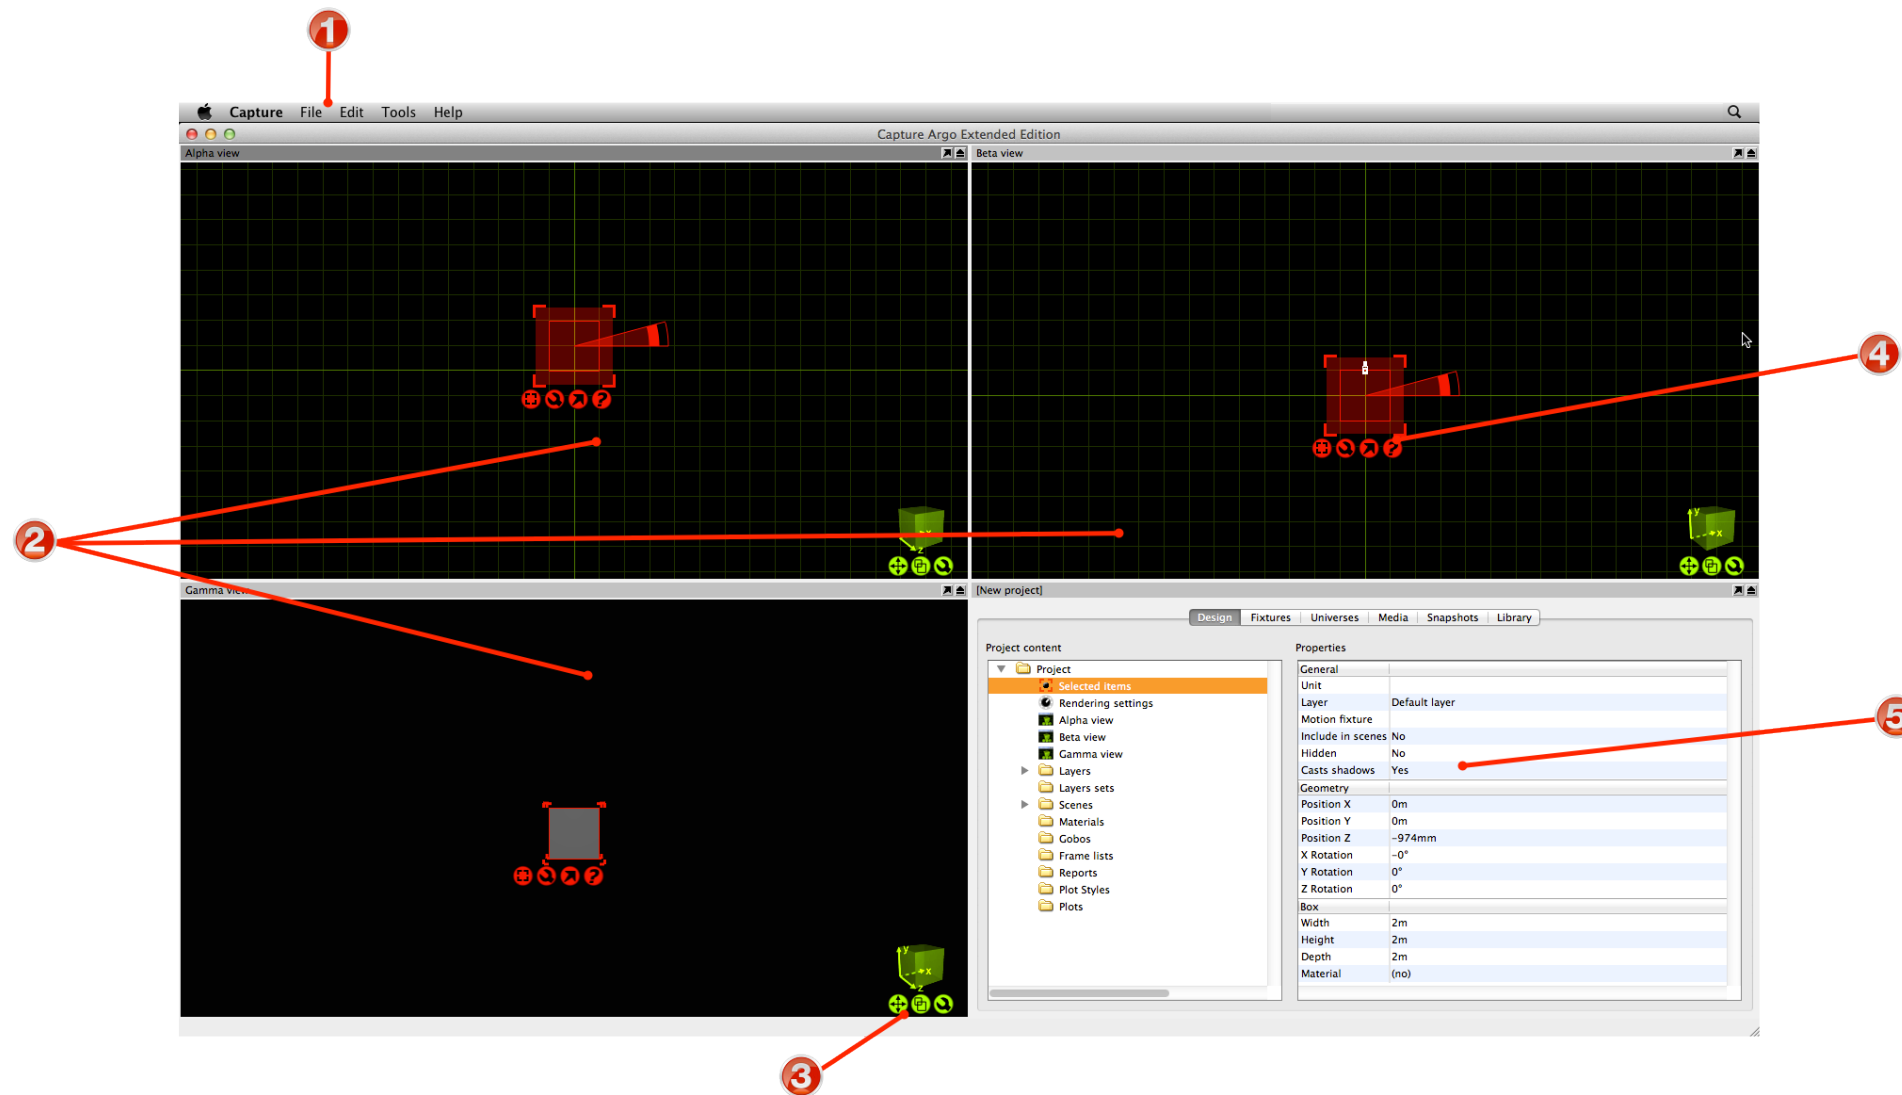 1
Capture File Edit Tools Help
Capture Argo Extended Edition
Alpha view
Beta view
4
2
x
z
y
x
Gamma view
[New project]
Design Fixtures Universes Media Snapshots Library
Project content
Properties
Project
Selected items
Rendering settings
Alpha view
Beta view
Gamma view
Layers
Layers sets
Scenes
Materials
Gobos
Frame lists
Reports
Plot Styles
Plots
General
Unit
Layer Default layer
Motion fixture
Include in scenes No
Hidden No
Casts shadows Yes
Geometry
Position X 0m
Position Y 0m
Position Z -974mm
X Rotation -0°
Y Rotation 0°
Z Rotation 0°
Box
Width 2m
Height 2m
Depth 2m
Material (no)
5
y
x
z
3